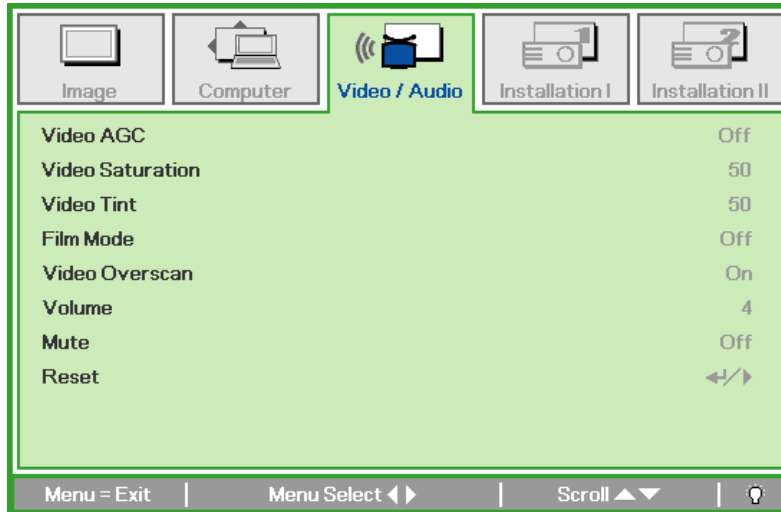 Image Computer Video / Audio Installation I Installation II
Video AGC Off
Video Saturation 50
Video Tint 50
Film Mode Off
Video Overscan On
Volume 4
Mute Off
Reset ↵/▶
Menu = Exit | Menu Select ◀▶ | Scroll ▲▼ |